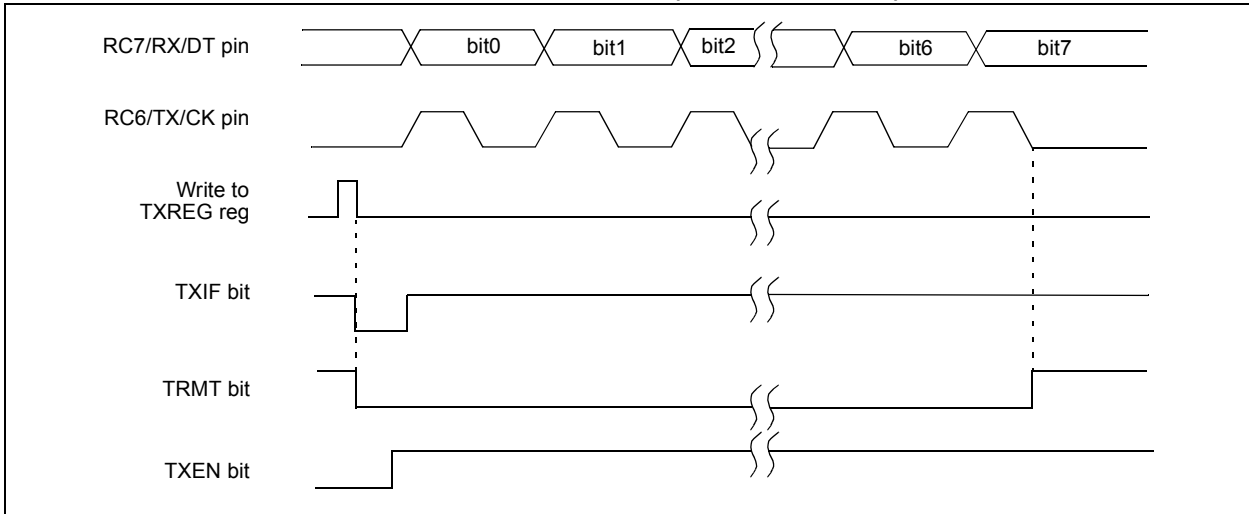 RC7/RX/DT pin
bit0 bit1 bit2 bit6 bit7
RC6/TX/CK pin
Write to
TXREG reg
TXIF bit
TRMT bit
TXEN bit